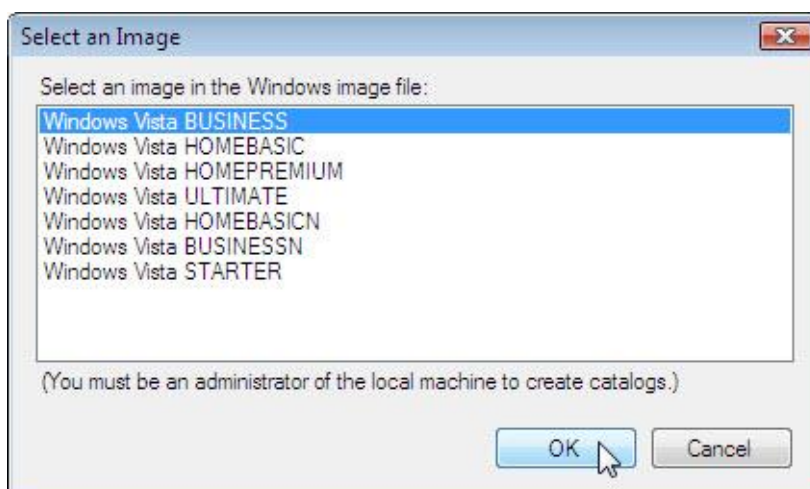 Select an Image
Select an image in the Windows image file:
Windows Vista BUSINESS
Windows Vista HOMEBASIC
Windows Vista HOMEPREMIUM
Windows Vista ULTIMATE
Windows Vista HOMEBASICN
Windows Vista BUSINESSN
Windows Vista STARTER
(You must be an administrator of the local machine to create catalogs.)
OK Cancel